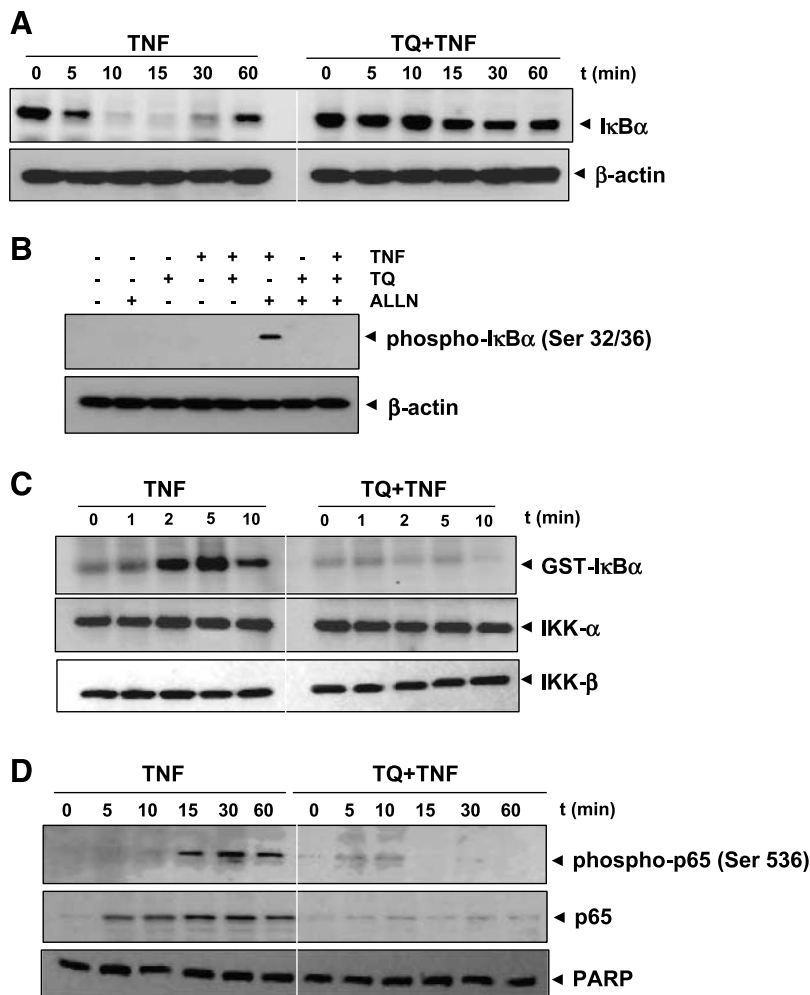 A
TNF TQ+TNF
0 5 10 15 30 60 0 5 10 15 30 60 t (min)
IκBα
β-actin
B
- - - + + + - + TNF
- - + - + - + + TQ
- + - - - + + + ALLN
phospho-IκBα (Ser 32/36)
β-actin
C
TNF TQ+TNF
0 1 2 5 10 0 1 2 5 10 t (min)
GST-IκBα
IKK-α
IKK-β
D
TNF TQ+TNF
0 5 10 15 30 60 0 5 10 15 30 60 t (min)
phospho-p65 (Ser 536)
p65
PARP